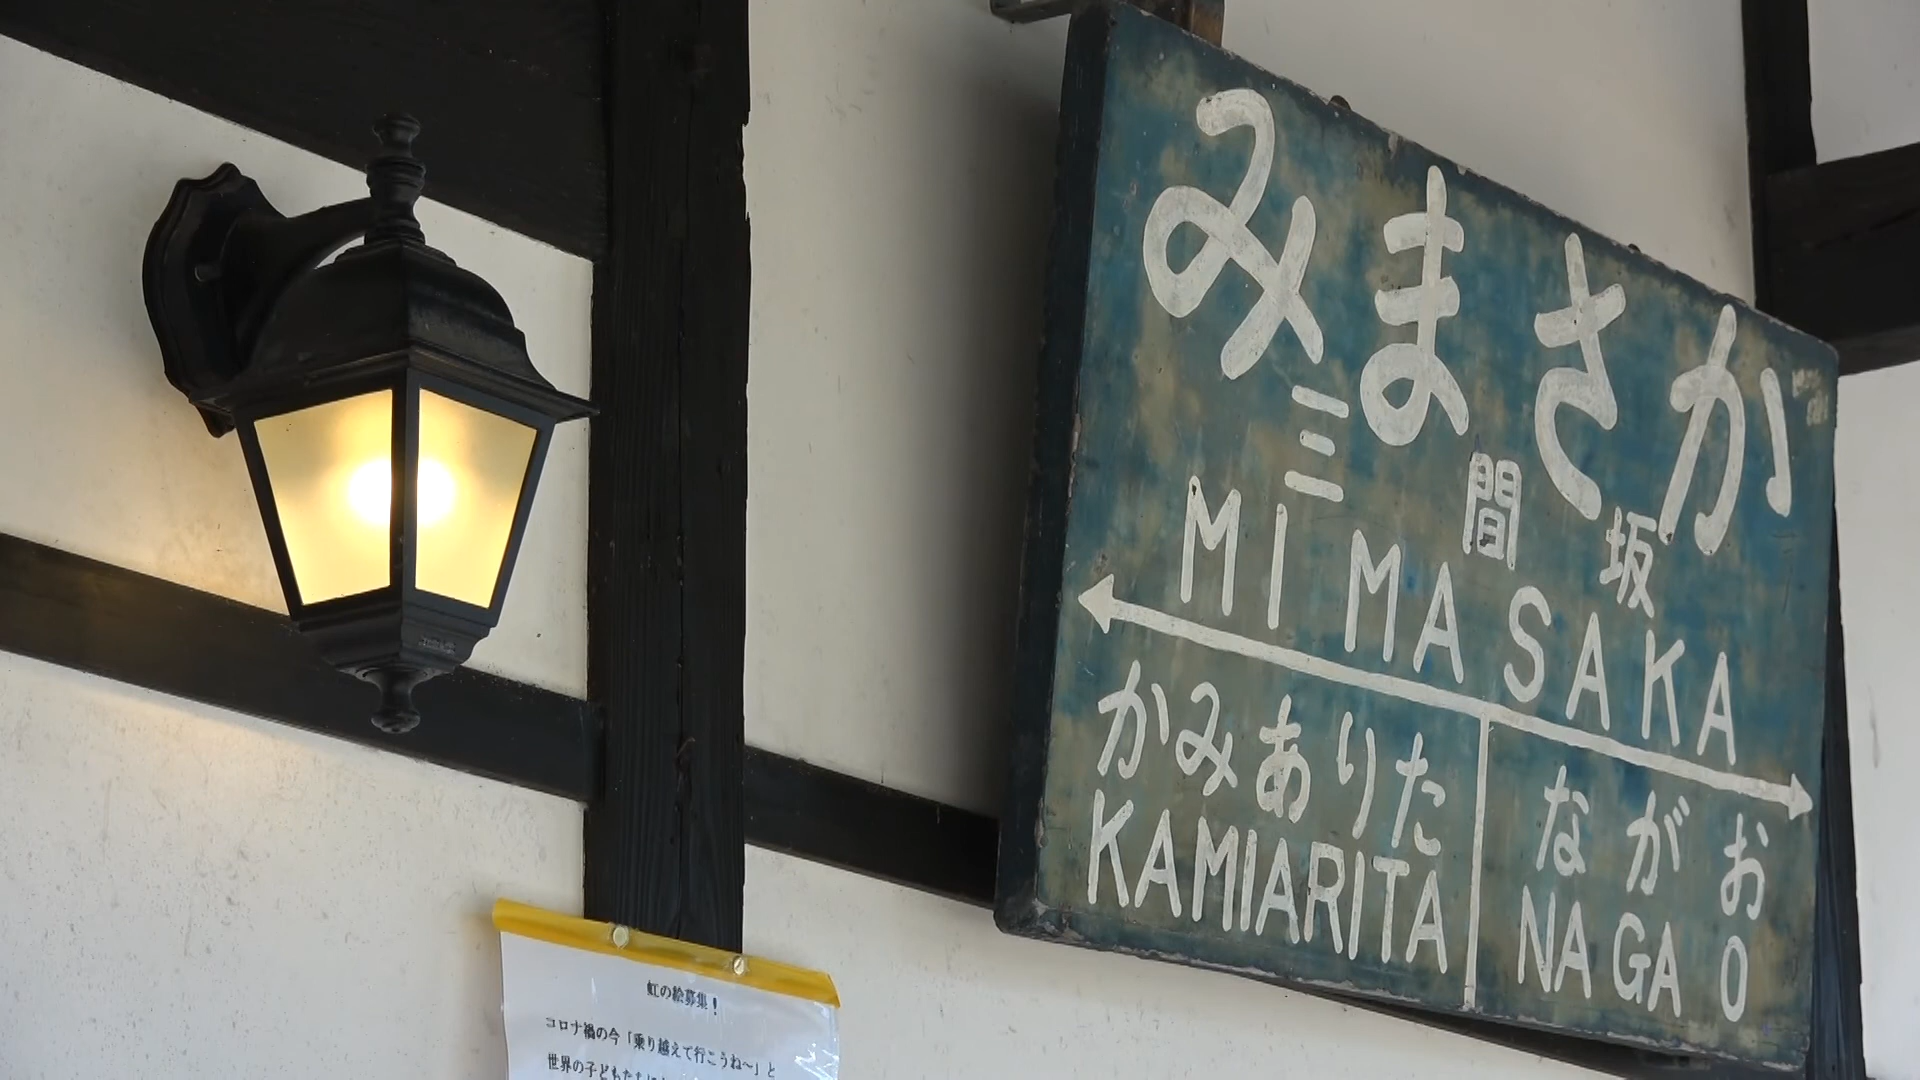 みまさか
三間坂
MIMASAKA
かみありた
KAMIARITA
ながお
NAGAO
虹の絵募集！
コロナ禍の今「乗り越えて行こうね〜」と
世界の子どもたちに